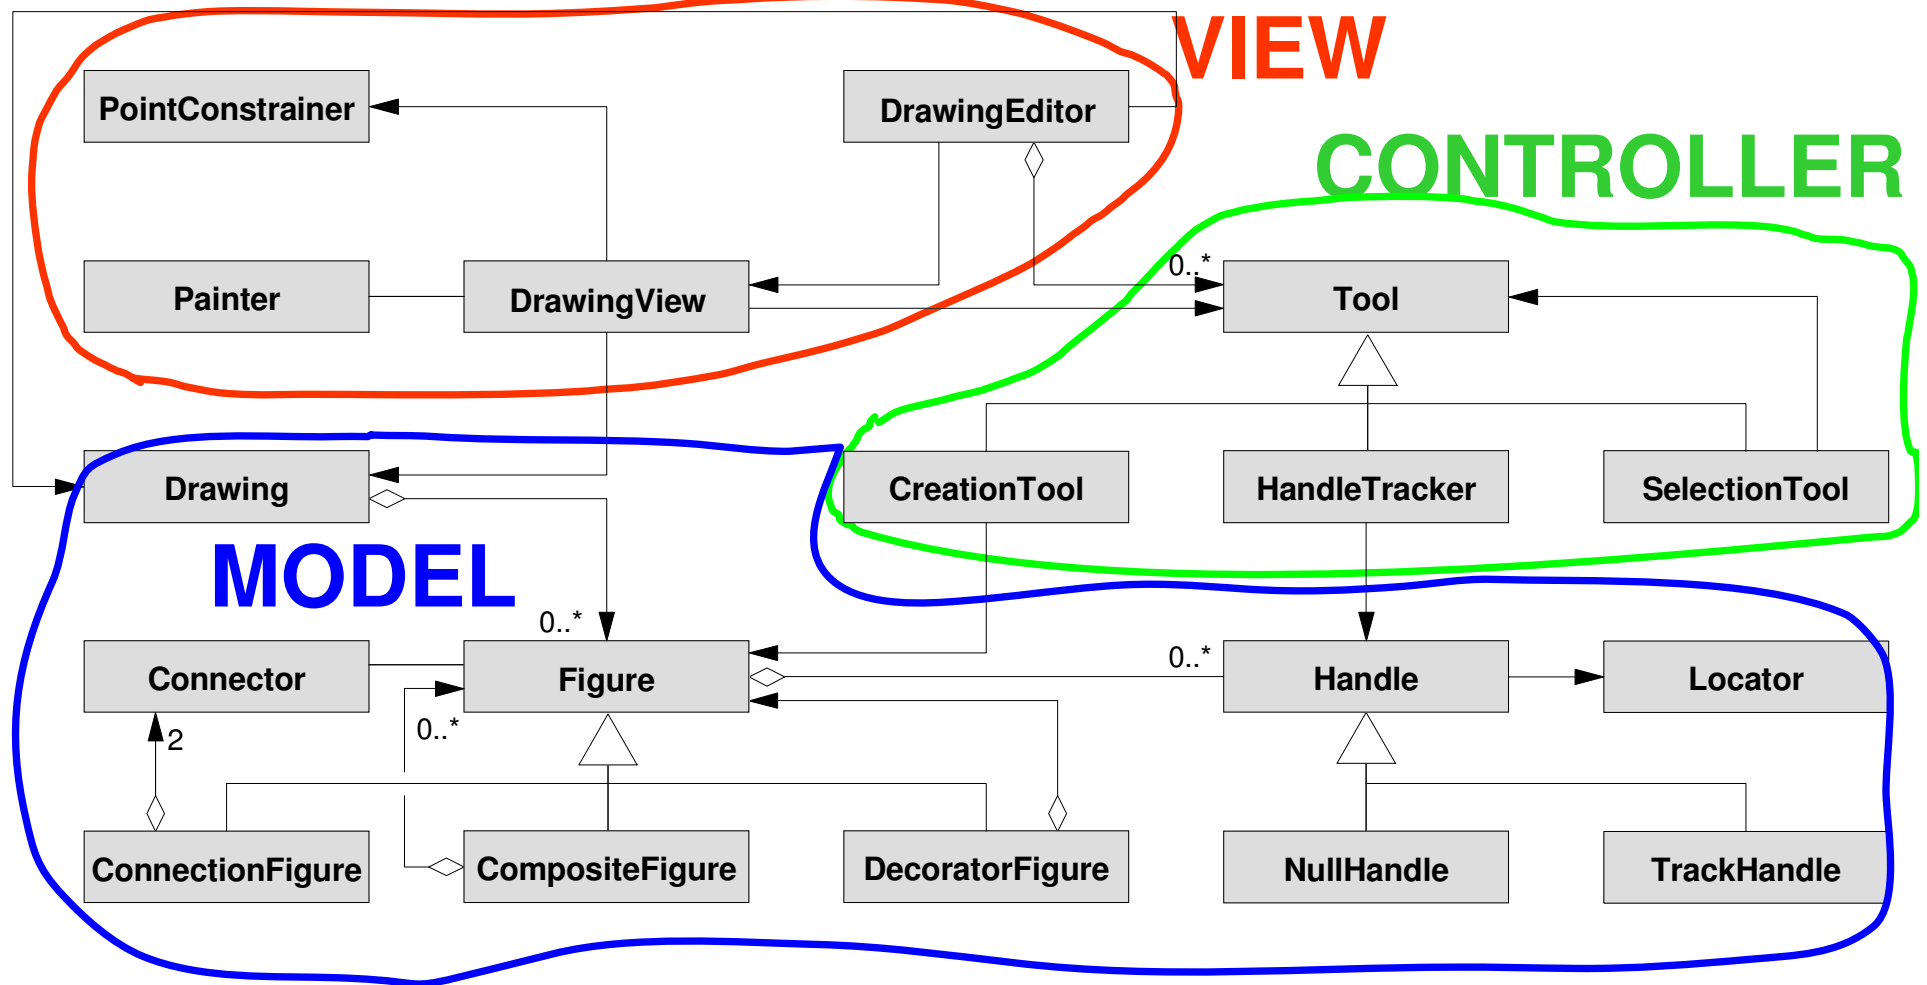 VIEW
PointConstrainer
DrawingEditor
CONTROLLER
0..*
Painter
DrawingView
Tool
Drawing
CreationTool
HandleTracker
SelectionTool
MODEL
0..*
0..*
Connector
Figure
Handle
Locator
0..*
2
ConnectionFigure
CompositeFigure
DecoratorFigure
NullHandle
TrackHandle